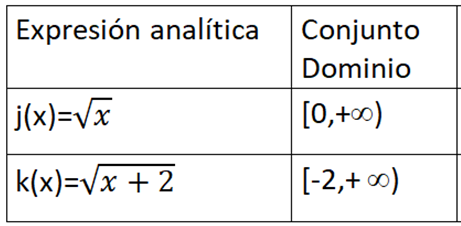 Expresión analítica
Conjunto
Dominio
j(x)=√x
[0,+∞)
k(x)=√x + 2
[-2,+ ∞)